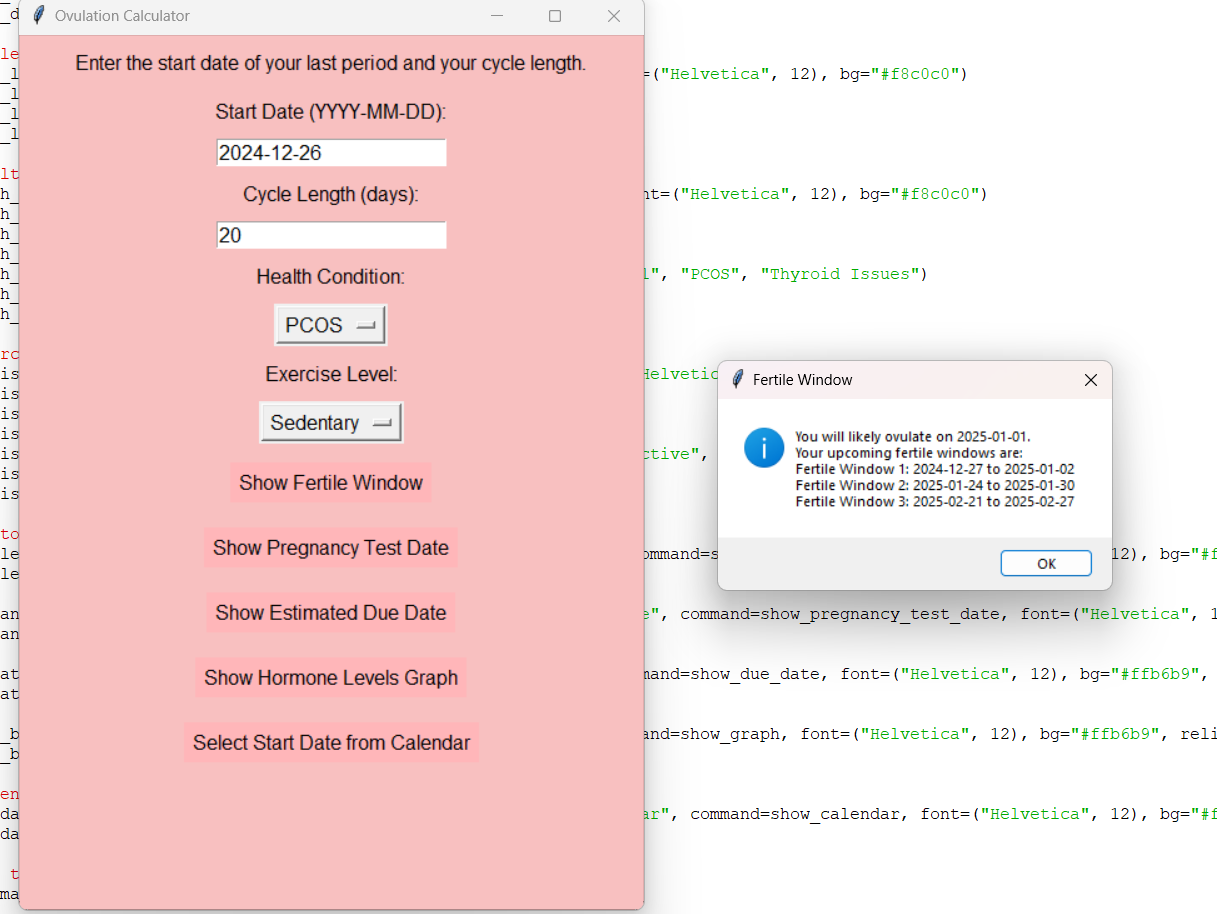 Ovulation Calculator
Enter the start date of your last period and your cycle length.
Start Date (YYYY-MM-DD):
2024-12-26
Cycle Length (days):
20
Health Condition:
PCOS
Exercise Level:
Sedentary
Show Fertile Window
Show Pregnancy Test Date
Show Estimated Due Date
Show Hormone Levels Graph
Select Start Date from Calendar
=("Helvetica", 12), bg="#f8c0c0")
=("Helvetica", 12), bg="#f8c0c0")
", "PCOS", "Thyroid Issues")
Fertile Window
You will likely ovulate on 2025-01-01.
Your upcoming fertile windows are:
Fertile Window 1: 2024-12-27 to 2025-01-02
Fertile Window 2: 2025-01-24 to 2025-01-30
Fertile Window 3: 2025-02-21 to 2025-02-27
OK
12), bg="#f
", command=show_pregnancy_test_date, font=("Helvetica", 1
=show_due_date, font=("Helvetica", 12), bg="#ffb6b9",
=show_graph, font=("Helvetica", 12), bg="#ffb6b9", reli
", command=show_calendar, font=("Helvetica", 12), bg="#f